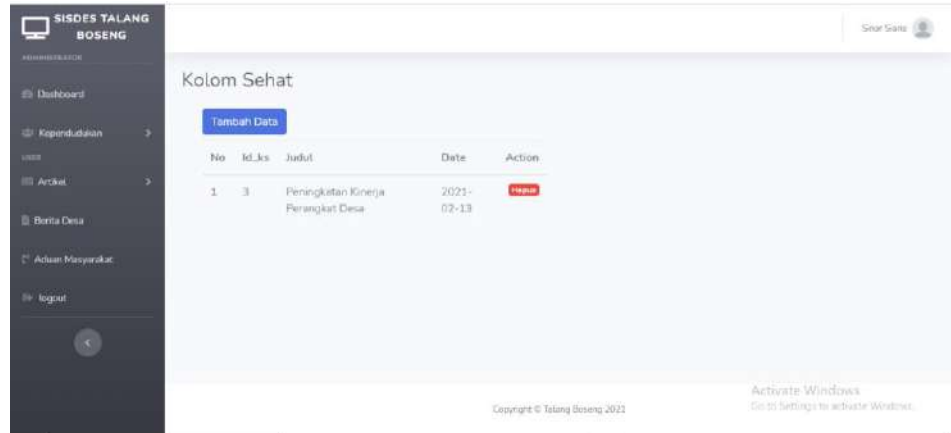 SISDES TALANG
BOSENG
ADMINISTRATOR
Dashboard
Kependudukan
USER
Artikel
Berita Desa
Aduan Masyarakat
logout
Kolom Sehat
Tambah Data
No Id_ks Judul Date Action
1 3 Peningkatan Kinerja Perangkat Desa 2021-02-13 Hapus
Copyright © Talang Boseng 2021
Activate Windows
Go to Settings to activate Windows.